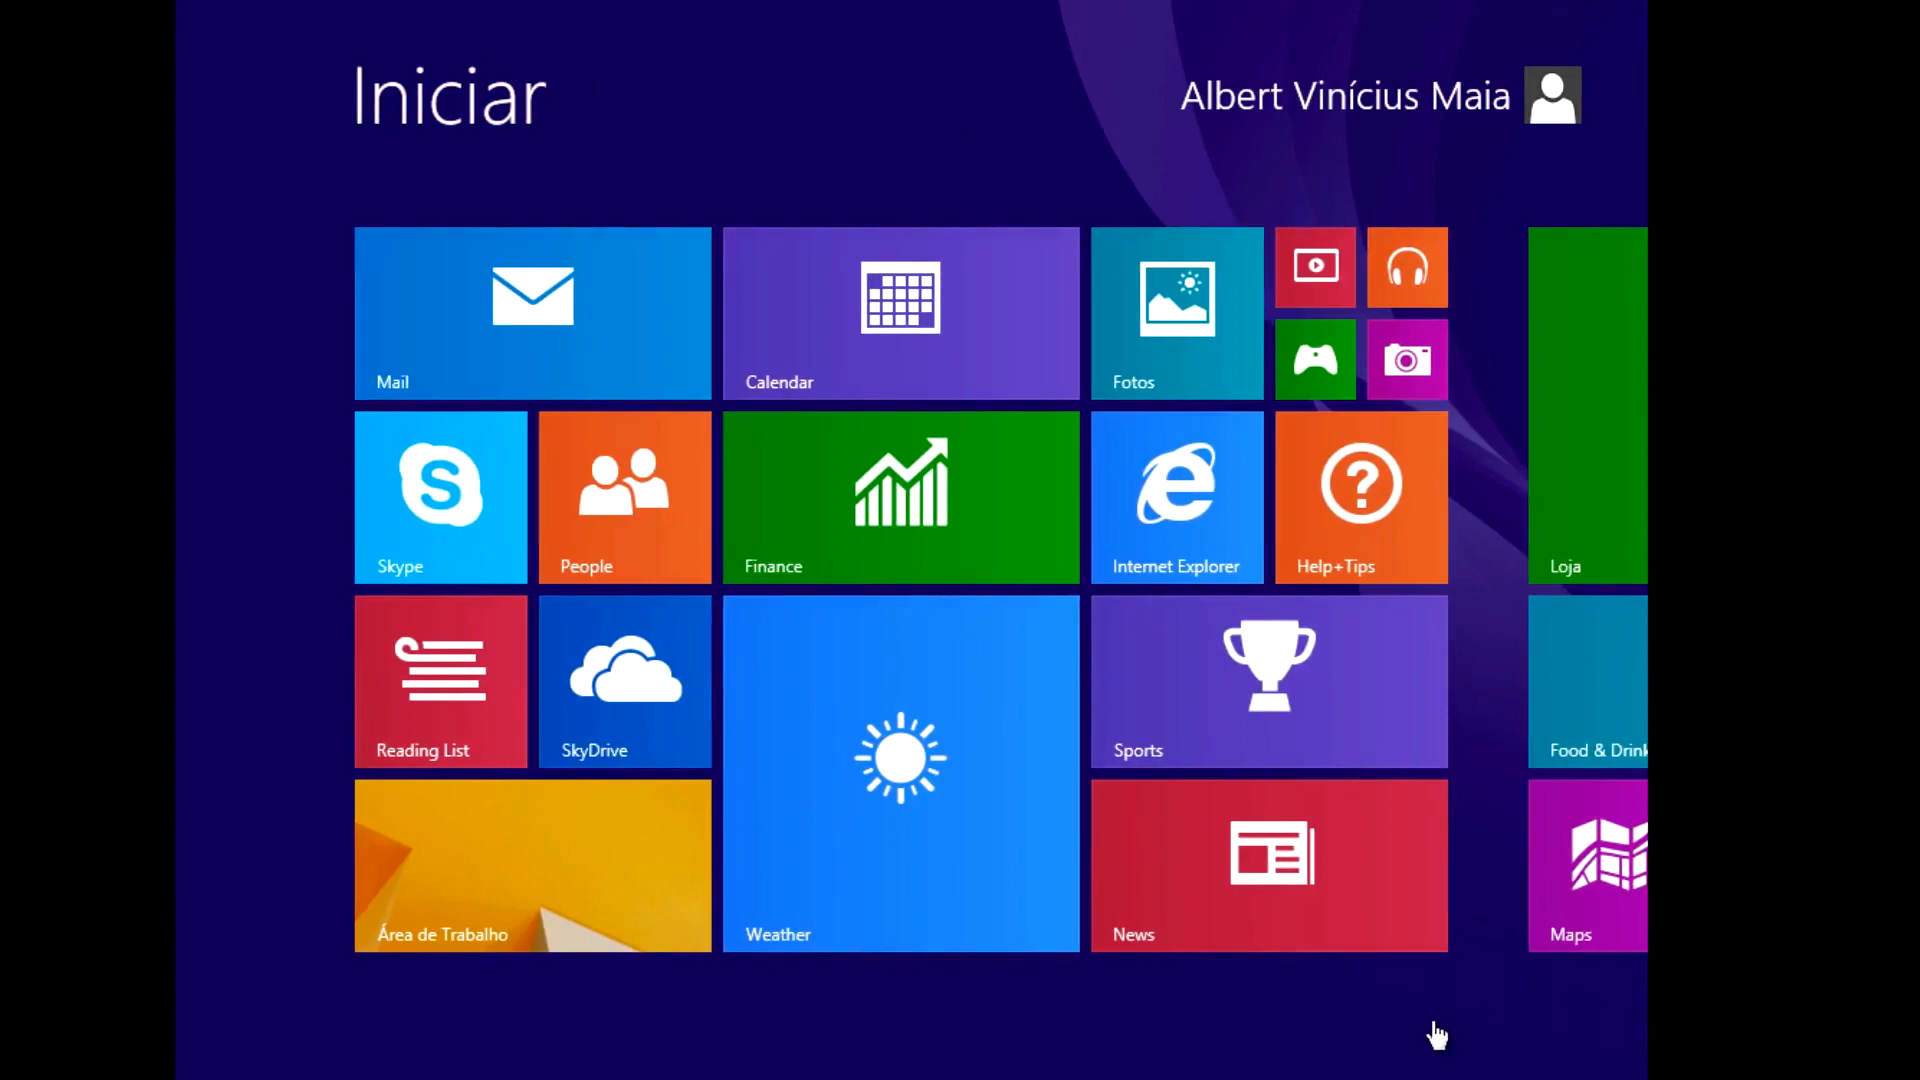 Iniciar
Albert Vinícius Maia
Mail
Calendar
Fotos
Skype
People
Finance
Internet Explorer
Help+Tips
Loja
Reading List
SkyDrive
Weather
Sports
Food & Drink
Área de Trabalho
News
Maps